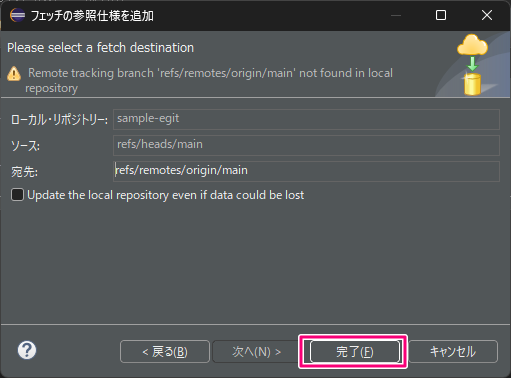 フェッチの参照仕様を追加
Please select a fetch destination
Remote tracking branch 'refs/remotes/origin/main' not found in local
repository
ローカル・リポジトリー: sample-egit
ソース: refs/heads/main
宛先: refs/remotes/origin/main
Update the local repository even if data could be lost
? < 戻る(B) 次へ(N) > 完了(F) キャンセル